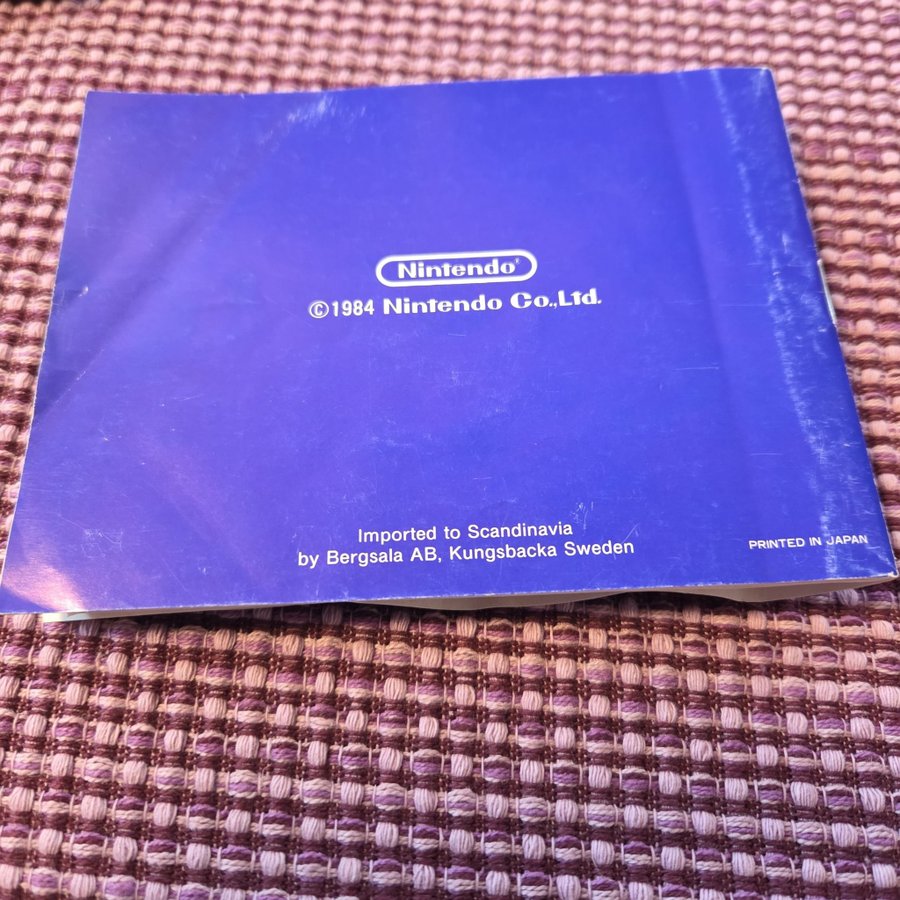 Nintendo®
©1984 Nintendo Co.,Ltd.
Imported to Scandinavia
by Bergsala AB, Kungsbacka Sweden
PRINTED IN JAPAN